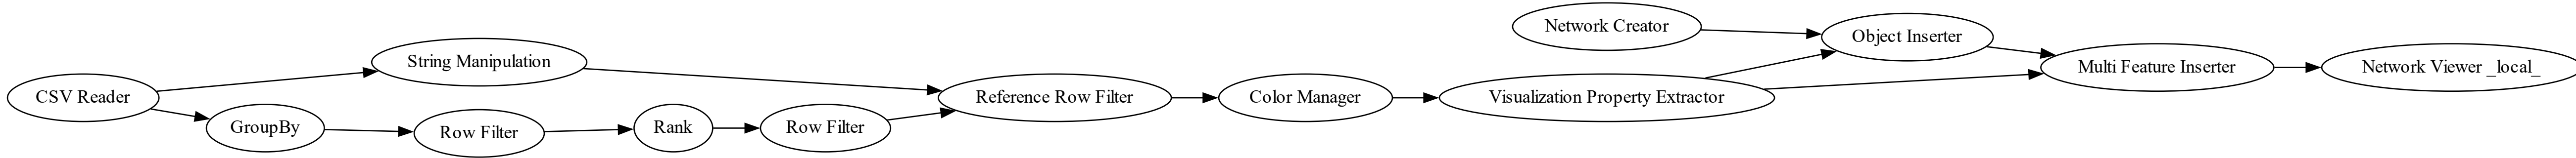 CSV Reader
String Manipulation
GroupBy
Row Filter
Rank
Row Filter
Reference Row Filter
Color Manager
Visualization Property Extractor
Network Creator
Object Inserter
Multi Feature Inserter
Network Viewer _local_